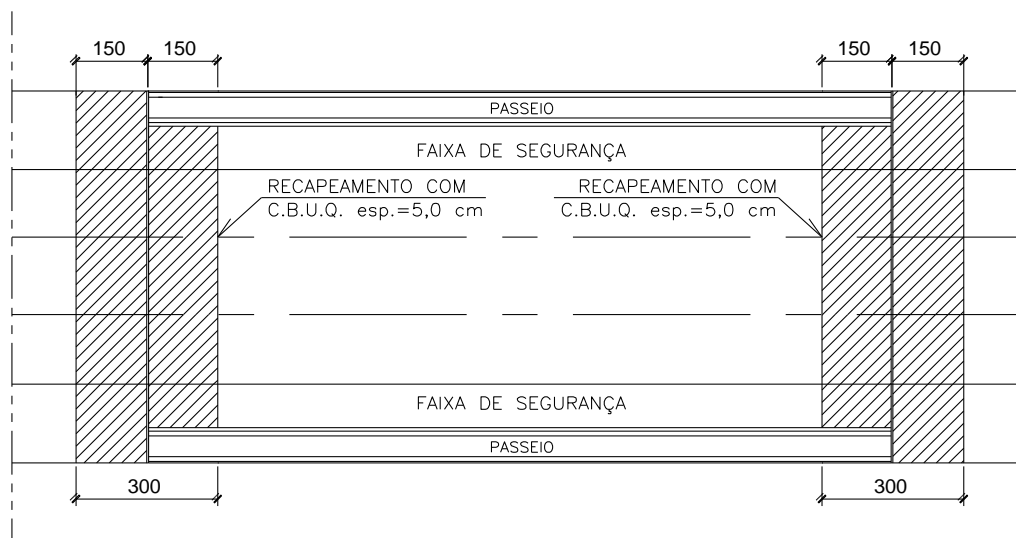 150 150 150 150
PASSEIO
FAIXA DE SEGURANÇA
RECAPEAMENTO COM
C.B.U.Q. esp.=5,0 cm
RECAPEAMENTO COM
C.B.U.Q. esp.=5,0 cm
FAIXA DE SEGURANÇA
PASSEIO
300 300